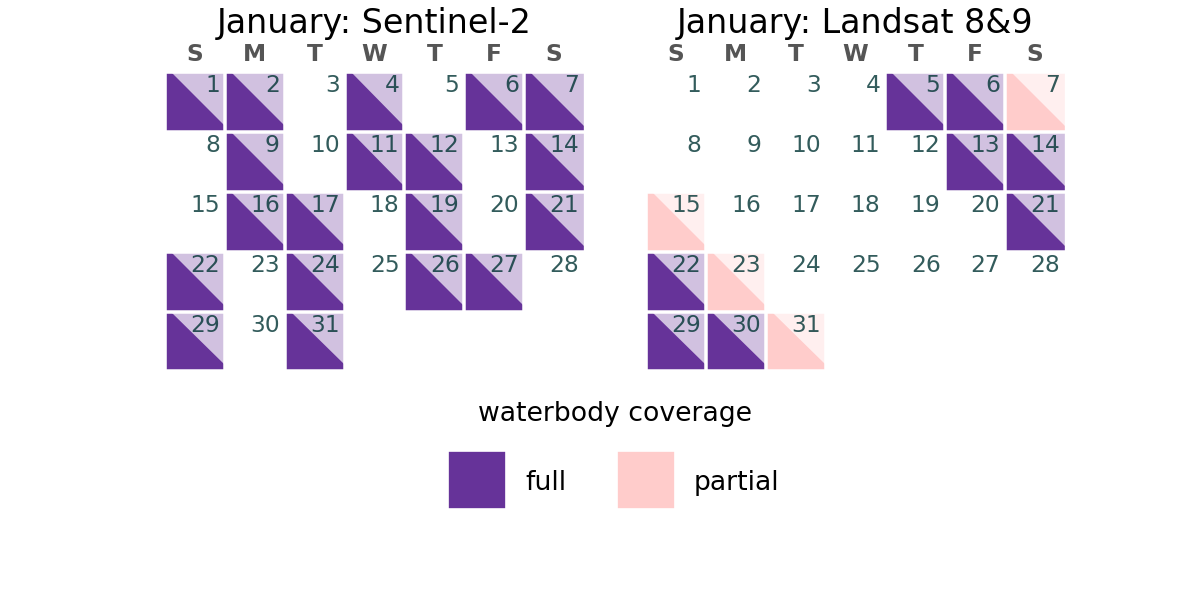 January: Sentinel-2
S M T W T F S
1 2 3 4 5 6 7
8 9 10 11 12 13 14
15 16 17 18 19 20 21
22 23 24 25 26 27 28
29 30 31
January: Landsat 8&9
S M T W T F S
1 2 3 4 5 6 7
8 9 10 11 12 13 14
15 16 17 18 19 20 21
22 23 24 25 26 27 28
29 30 31
waterbody coverage
full partial